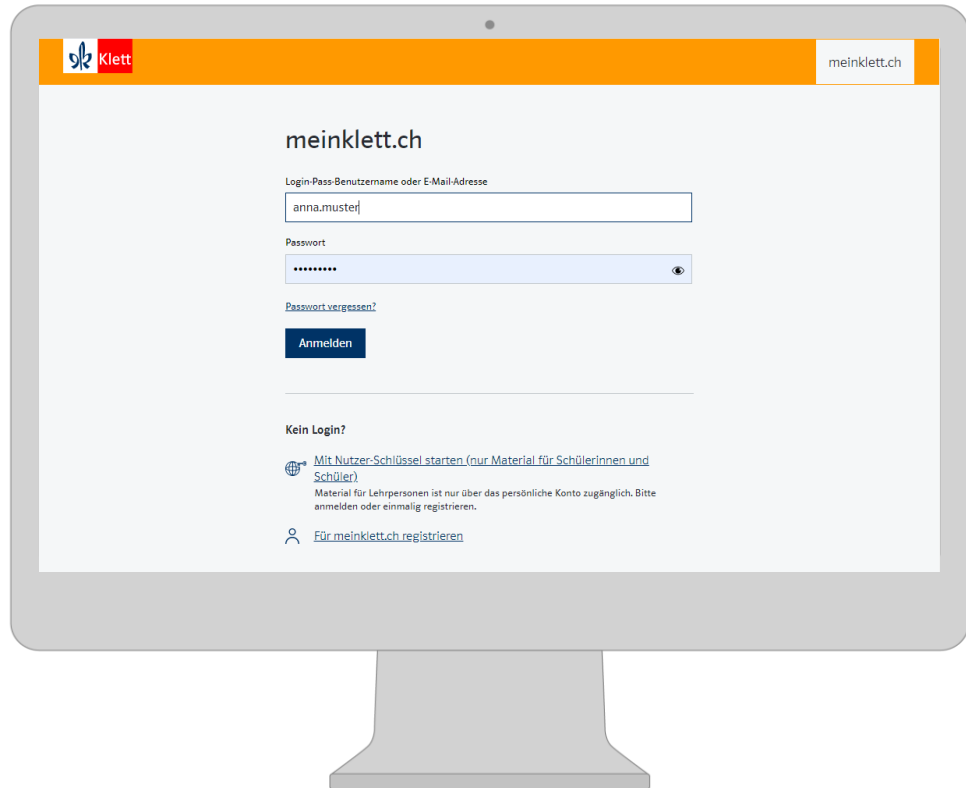 Klett
meinklett.ch
meinklett.ch
Login-Pass-Benutzername oder E-Mail-Adresse
anna.muster
Passwort
•••••••••
Passwort vergessen?
Anmelden
Kein Login?
Mit Nutzer-Schlüssel starten (nur Material für Schülerinnen und
Schüler)
Material für Lehrpersonen ist nur über das persönliche Konto zugänglich. Bitte
anmelden oder einmalig registrieren.
Für meinklett.ch registrieren